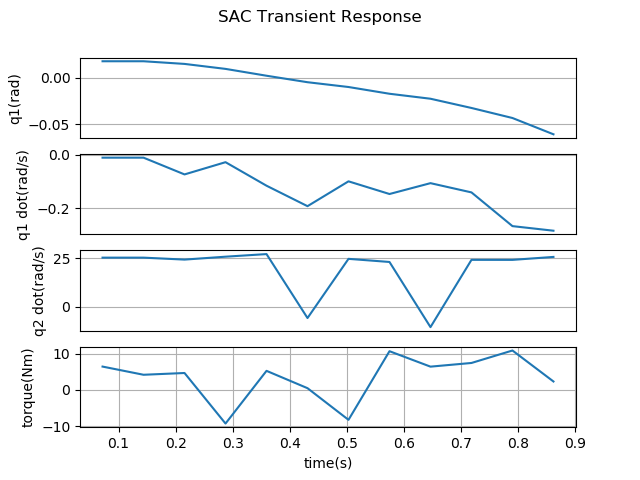 SAC Transient Response
q1(rad)
0.00
−0.05
q1 dot(rad/s)
0.0
−0.2
q2 dot(rad/s)
25
0
torque(Nm)
10
0
−10
0.1 0.2 0.3 0.4 0.5 0.6 0.7 0.8 0.9
time(s)